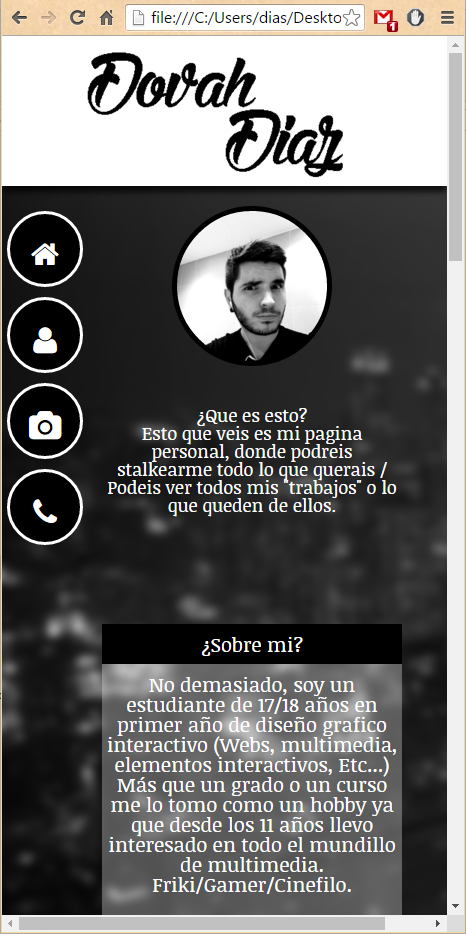 file:///C:/Users/dias/Deskto
1
Dovah
Diaz
¿Que es esto?
Esto que veis es mi pagina
personal, donde podreis
stalkearme todo lo que querais /
Podeis ver todos mis "trabajos" o lo
que queden de ellos.
¿Sobre mi?
No demasiado, soy un
estudiante de 17/18 años en
primer año de diseño grafico
interactivo (Webs, multimedia,
elementos interactivos, Etc...)
Más que un grado o un curso
me lo tomo como un hobby ya
que desde los 11 años llevo
interesado en todo el mundillo
de multimedia.
Friki/Gamer/Cinefilo.